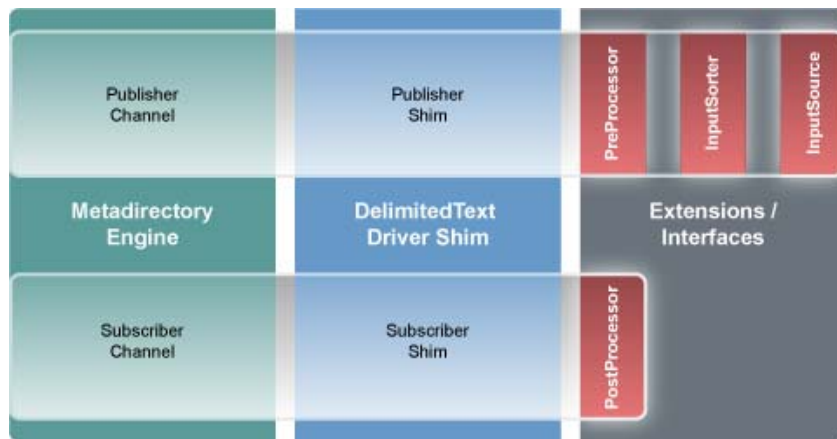 Publisher
Channel
Publisher
Shim
PreProcessor
InputSorter
InputSource
Metadirectory
Engine
DelimitedText
Driver Shim
Extensions /
Interfaces
Subscriber
Channel
Subscriber
Shim
PostProcessor